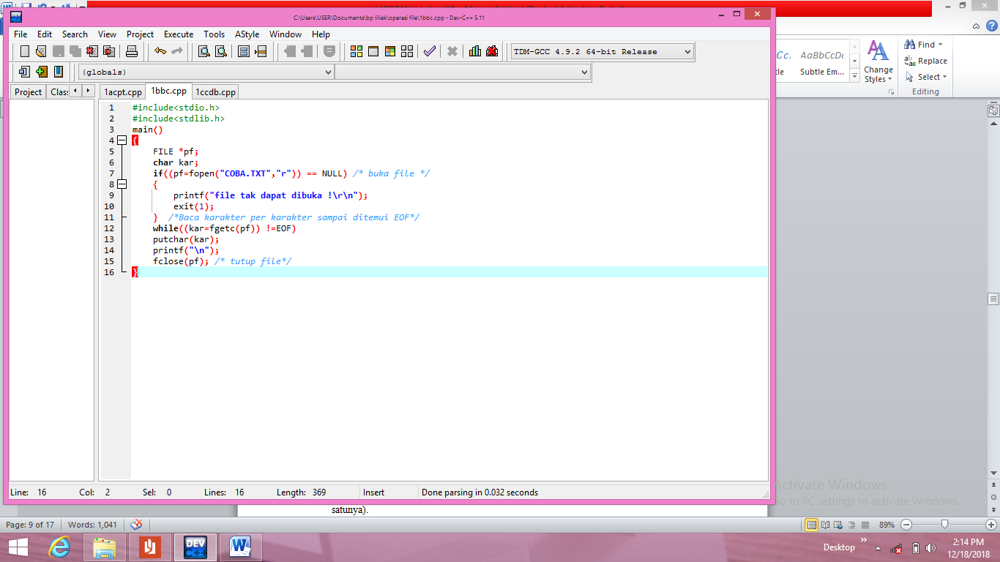 C:\Users\USER\Documents\bp liliek\operasi file\1bbc.cpp - Dev-C++ 5.11
File Edit Search View Project Execute Tools AStyle Window Help
TDM-GCC 4.9.2 64-bit Release
(globals)
Project Class
1acpt.cpp 1bbc.cpp 1ccdb.cpp
1 #include<stdio.h>
2 #include<stdlib.h>
3 main()
4 {
5 FILE *pf;
6 char kar;
7 if((pf=fopen("COBA.TXT","r")) == NULL) /* buka file */
8 {
9 printf("file tak dapat dibuka !\r\n");
10 exit(1);
11 } /*Baca karakter per karakter sampai ditemui EOF*/
12 while((kar=fgetc(pf)) !=EOF)
13 putchar(kar);
14 printf("\n");
15 fclose(pf); /* tutup file*/
16 }
Line: 16 Col: 2 Sel: 0 Lines: 16 Length: 369 Insert Done parsing in 0.032 seconds
AaBbCcDc
Subtle Em...
Change
Styles
Find
Replace
Select
Editing
Activate Windows
Go to PC settings to activate Windows.
satunya).
Page: 9 of 17 Words: 1,041 89%
DEV
C++
Desktop
2:14 PM
12/18/2018